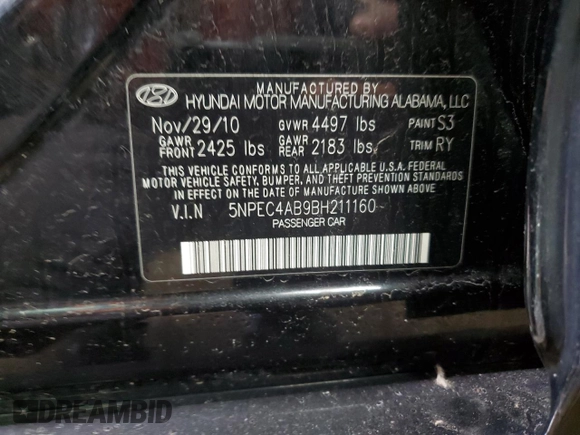 MANUFACTURED BY
HYUNDAI MOTOR MANUFACTURING ALABAMA, LLC
Nov/29/10 GVWR 4497 lbs PAINT S3
GAWR FRONT 2425 lbs GAWR REAR 2183 lbs. TRIM RY
THIS VEHICLE CONFORMS TO ALL APPLICABLE U.S.A. FEDERAL
MOTOR VEHICLE SAFETY, BUMPER, AND THEFT PREVENTION STANDARDS
IN EFFECT ON THE DATE OF MANUFACTURE SHOWN ABOVE.
V.I.N 5NPEC4AB9BH211160
PASSENGER CAR
DREAMBID